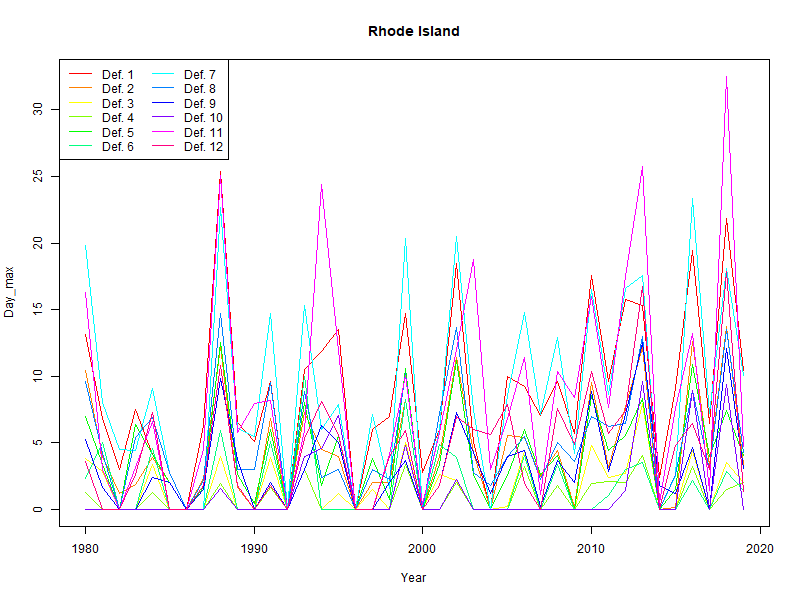 Rhode Island
Def. 1 Def. 7
Def. 2 Def. 8
Def. 3 Def. 9
Def. 4 Def. 10
Def. 5 Def. 11
Def. 6 Def. 12
Day_max
30
25
20
15
10
5
0
1980 1990 2000 2010 2020
Year